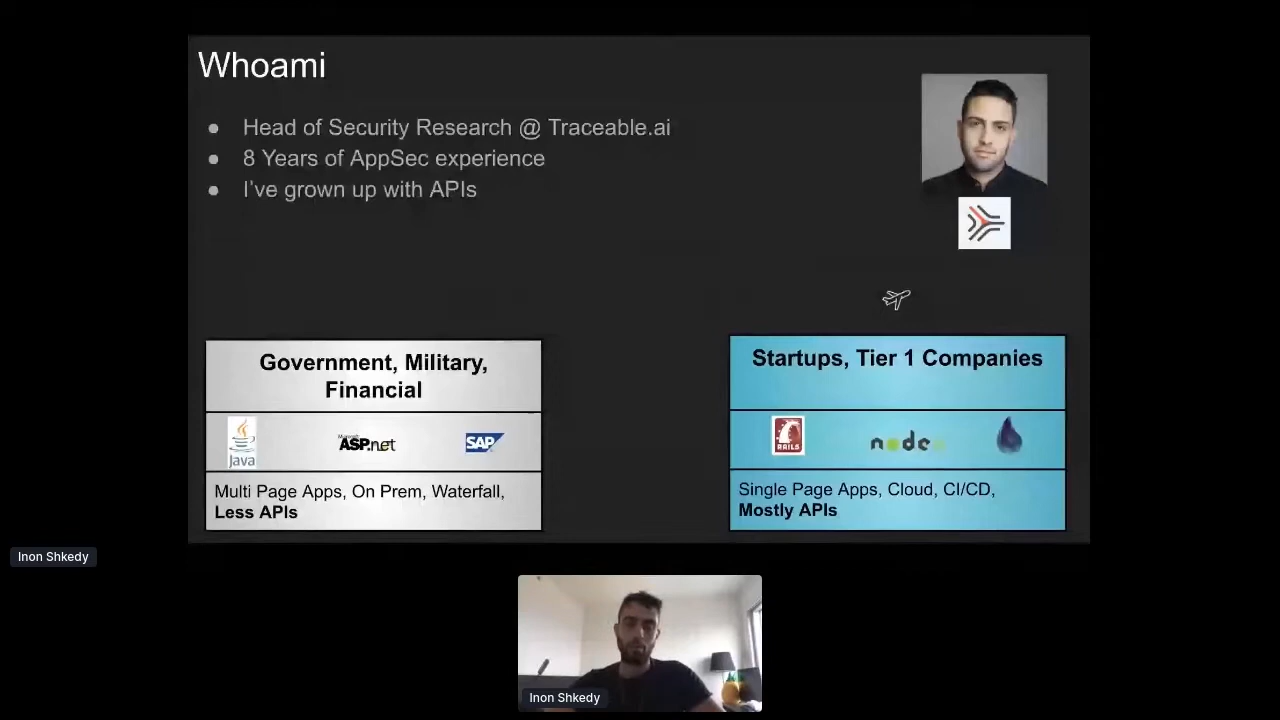 Whoami
Head of Security Research @ Traceable.ai
8 Years of AppSec experience
I've grown up with APIs
Government, Military,
Financial
Java
ASP.net
SAP
Multi Page Apps, On Prem, Waterfall,
Less APIs
Startups, Tier 1 Companies
RAILS
node
Single Page Apps, Cloud, CI/CD,
Mostly APIs
Inon Shkedy
Inon Shkedy